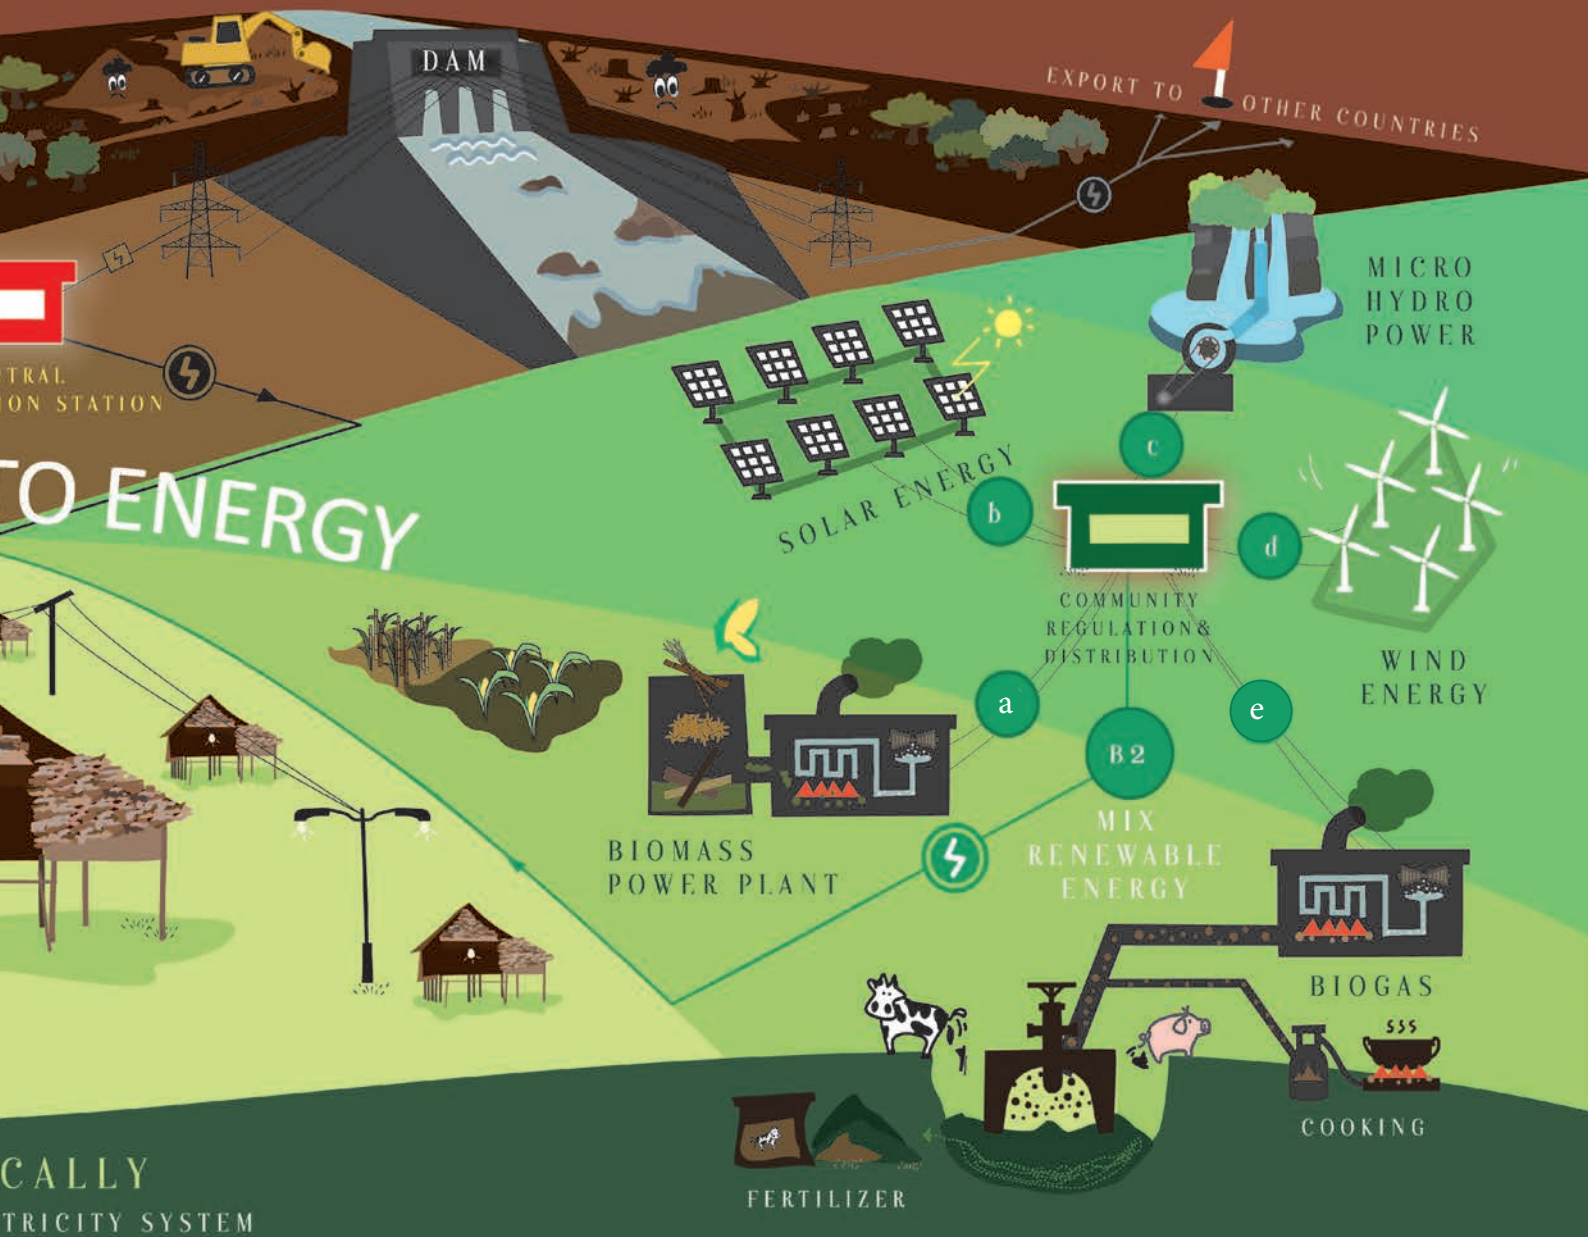 DAM
EXPORT TO OTHER COUNTRIES
MICRO
HYDRO
POWER
STATION
TO ENERGY
SOLAR ENERGY
c
b
d
COMMUNITY
REGULATION&
DISTRIBUTION
WIND
ENERGY
a
e
B2
MIX
RENEWABLE
ENERGY
BIOMASS
POWER PLANT
BIOGAS
COOKING
FERTILIZER
CALLY
TRICITY SYSTEM